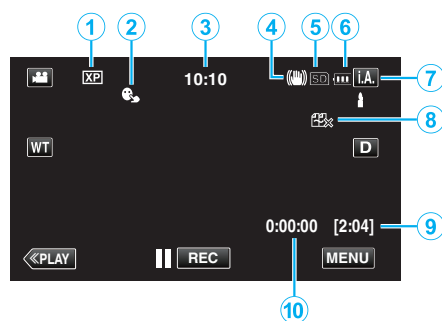 1 2 3 4 5 6
XP 10:10 SD i.A. 7
8
WT D
0:00:00 [2:04] 9
≪PLAY REC MENU
10